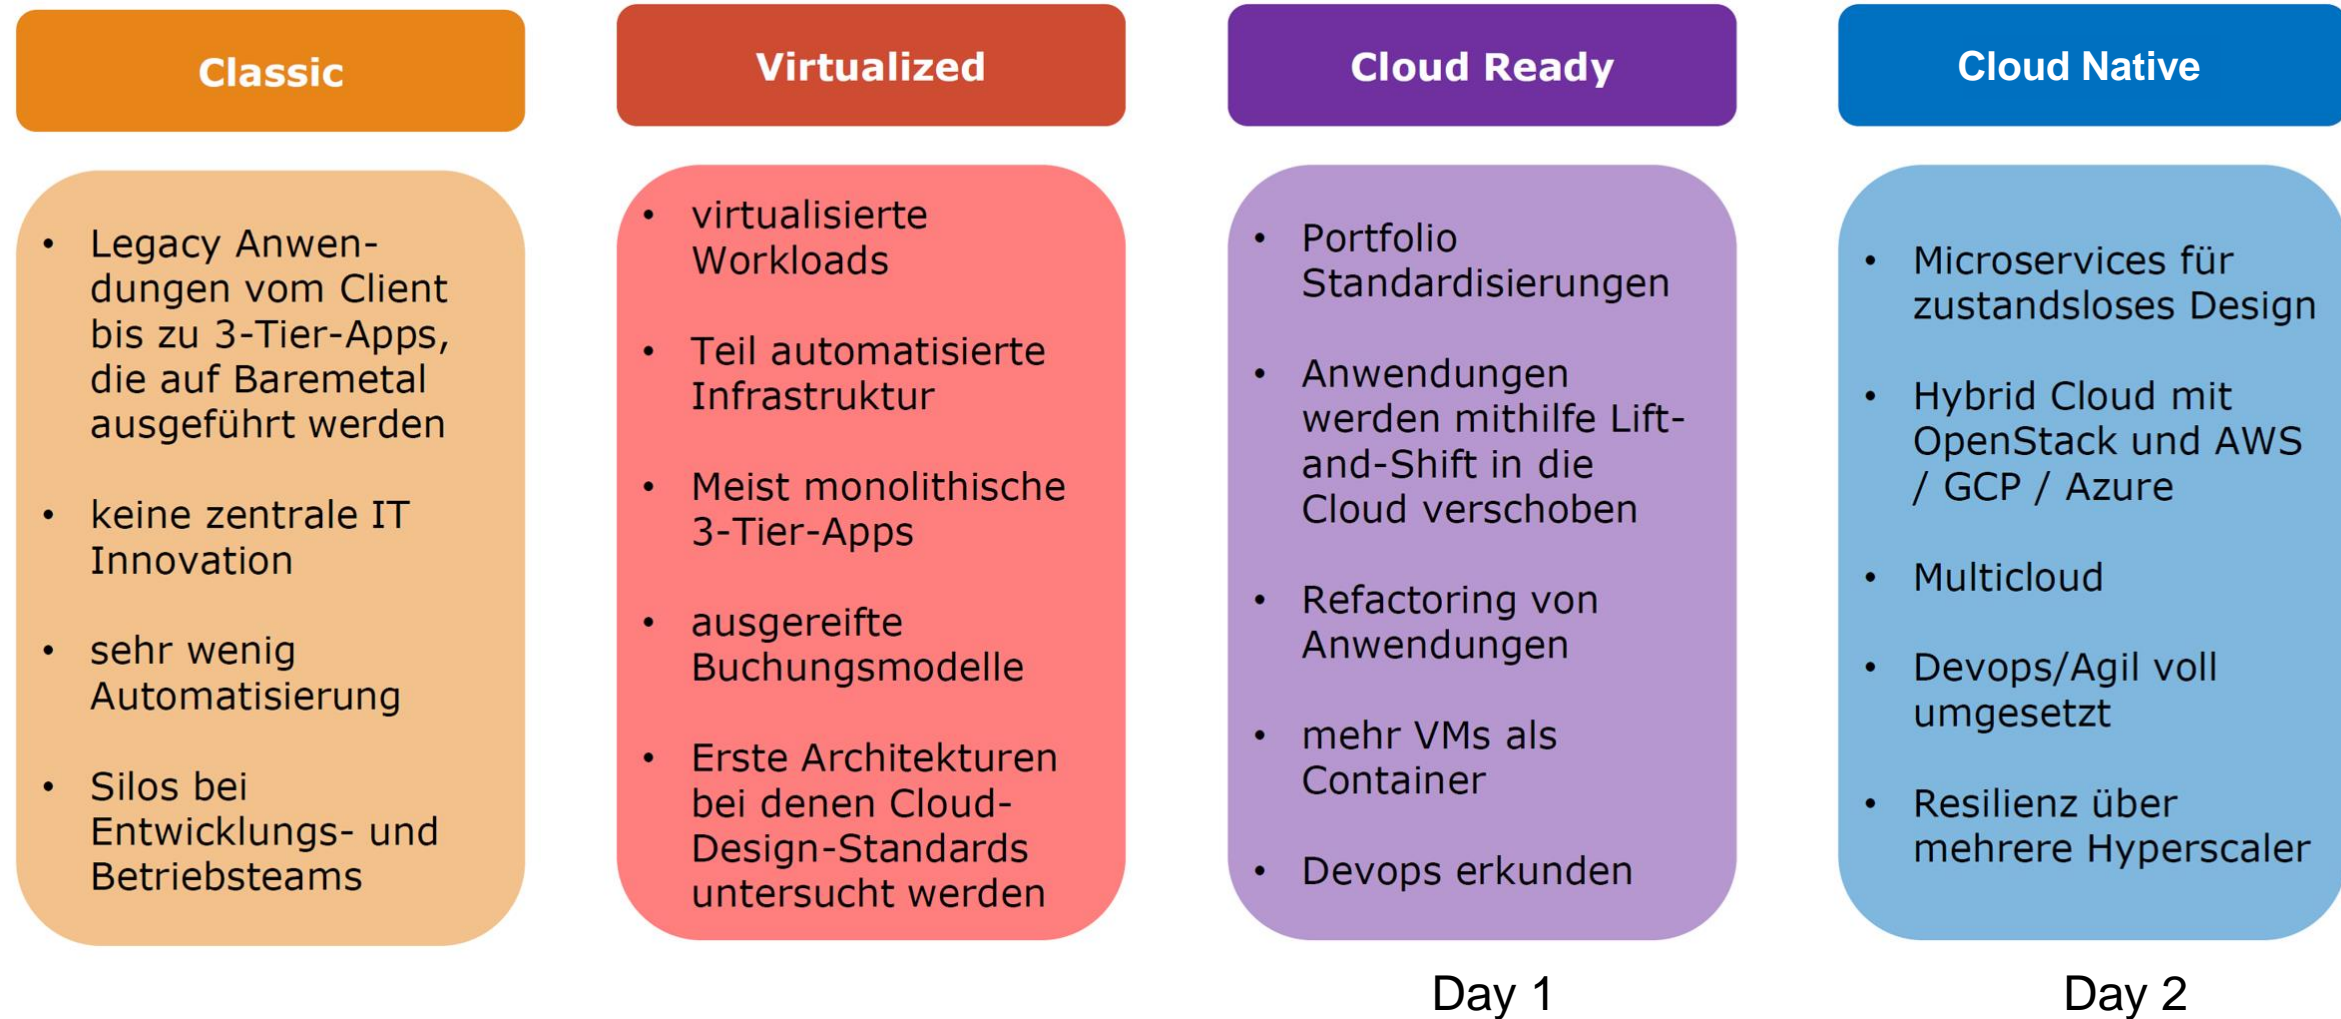 Classic
Legacy Anwen-
dungen vom Client
bis zu 3-Tier-Apps,
die auf Baremetal
ausgeführt werden
keine zentrale IT
Innovation
sehr wenig
Automatisierung
Silos bei
Entwicklungs- und
Betriebsteams
Virtualized
virtualisierte
Workloads
Teil automatisierte
Infrastruktur
Meist monolithische
3-Tier-Apps
ausgereifte
Buchungsmodelle
Erste Architekturen
bei denen Cloud-
Design-Standards
untersucht werden
Cloud Ready
Portfolio
Standardisierungen
Anwendungen
werden mithilfe Lift-
and-Shift in die
Cloud verschoben
Refactoring von
Anwendungen
mehr VMs als
Container
Devops erkunden
Day 1
Cloud Native
Microservices für
zustandsloses Design
Hybrid Cloud mit
OpenStack und AWS
/ GCP / Azure
Multicloud
Devops/Agil voll
umgesetzt
Resilienz über
mehrere Hyperscaler
Day 2